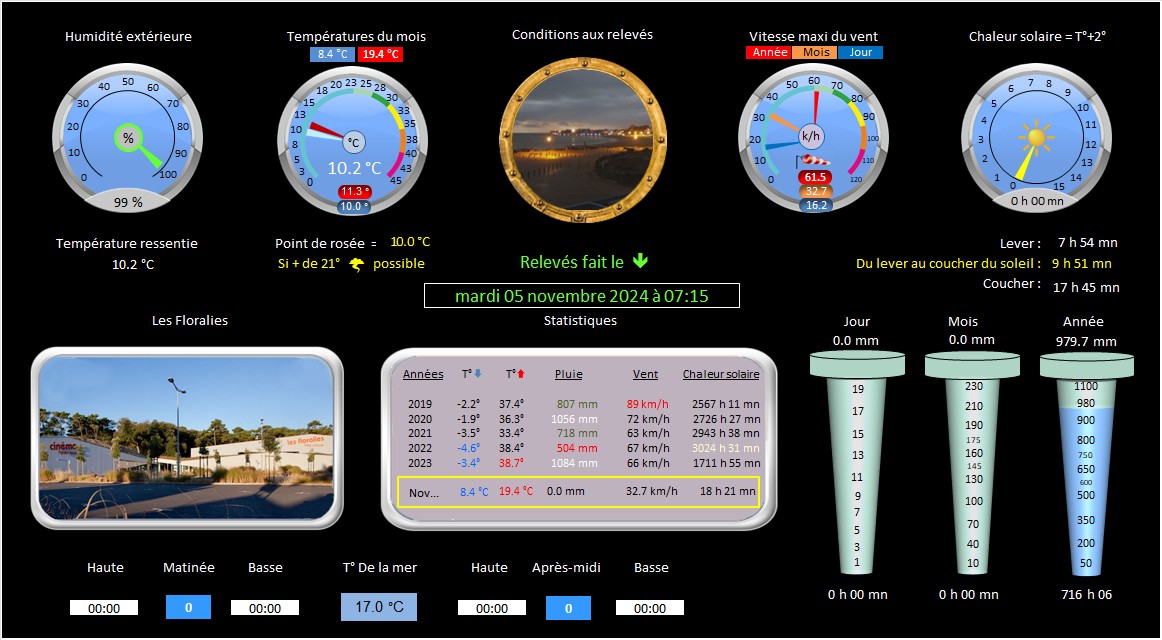 Humidité extérieure
Températures du mois
Conditions aux relevés
Vitesse maxi du vent
Chaleur solaire = T°+2°
8.4 °C 19.4 °C
Année Mois Jour
0 10 20 30 40 50 60 70 80 90 100
%
99 %
0 3 5 8 10 13 15 18 20 23 25 28 30 33 35 38 40 43 45
°C
10.2 °C
11.3 °
10.0 °
0 10 20 30 40 50 60 70 80 90 100 110 120
k/h
61.5
32.7
16.2
0 1 2 3 4 5 6 7 8 9 10 11 12 13 14 15
0 h 00 mn
Température ressentie
10.2 °C
Point de rosée = 10.0 °C
Si + de 21° possible
Relevés fait le
mardi 05 novembre 2024 à 07:15
Lever : 7 h 54 mn
Du lever au coucher du soleil : 9 h 51 mn
Coucher : 17 h 45 mn
Les Floralies
cinéma
les floralies
Statistiques
Années T° T° Pluie Vent Chaleur solaire
2019 -2.2° 37.4° 807 mm 89 km/h 2567 h 11 mn
2020 -1.9° 36.3° 1056 mm 72 km/h 2726 h 27 mn
2021 -3.5° 33.4° 718 mm 63 km/h 2943 h 38 mn
2022 -4.6° 38.4° 504 mm 67 km/h 3024 h 31 mn
2023 -3.4° 38.7° 1084 mm 66 km/h 1711 h 55 mn
Nov... 8.4 °C 19.4 °C 0.0 mm 32.7 km/h 18 h 21 mn
Jour
0.0 mm
19
17
15
13
11
9
7
5
3
1
0 h 00 mn
Mois
0.0 mm
230
210
190
175
160
145
130
100
70
40
10
0 h 00 mn
Année
979.7 mm
1100
980
900
800
750
650
600
500
350
200
50
716 h 06
Haute Matinée Basse
00:00 0 00:00
T° De la mer
17.0 °C
Haute Après-midi Basse
00:00 0 00:00